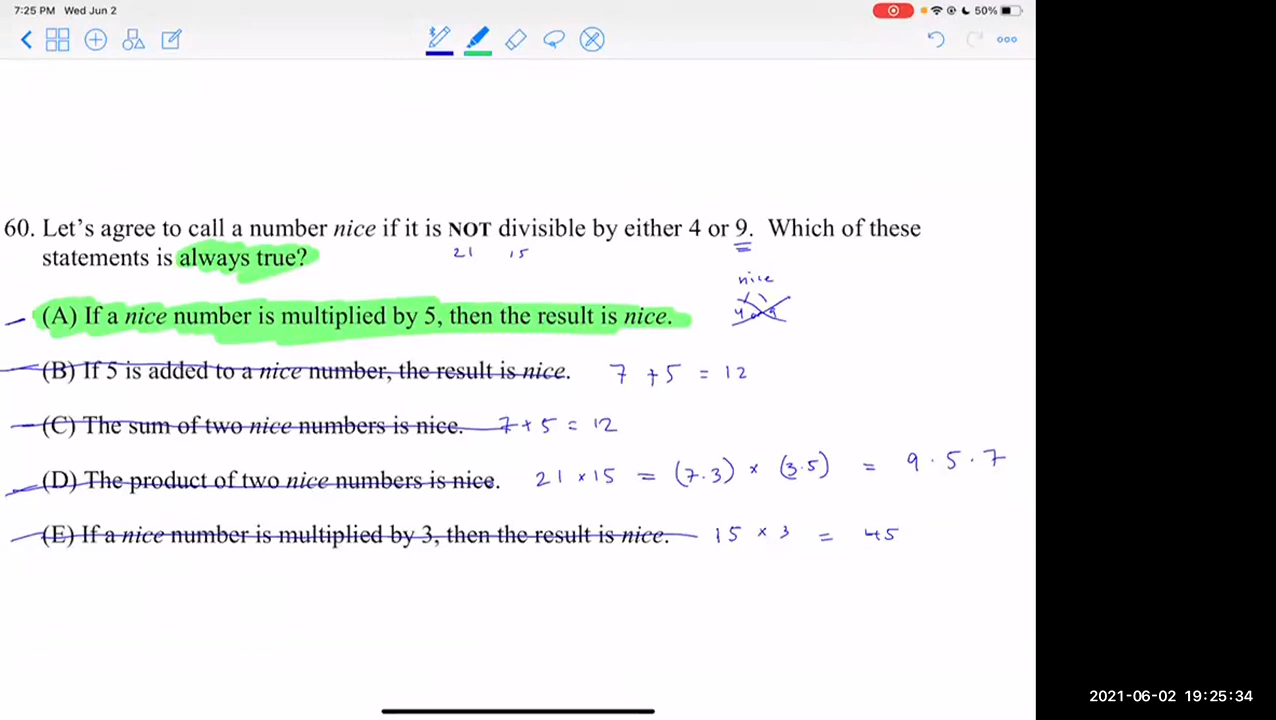 7:25 PM Wed Jun 2
50%
60. Let's agree to call a number nice if it is NOT divisible by either 4 or 9. Which of these
statements is always true?
21 15
nice
4 or 9
(A) If a nice number is multiplied by 5, then the result is nice.
(B) If 5 is added to a nice number, the result is nice. 7 + 5 = 12
(C) The sum of two nice numbers is nice. 7 + 5 = 12
(D) The product of two nice numbers is nice. 21 × 15 = (7·3) × (3·5) = 9 · 5 · 7
(E) If a nice number is multiplied by 3, then the result is nice. 15 × 3 = 45
2021-06-02 19:25:34